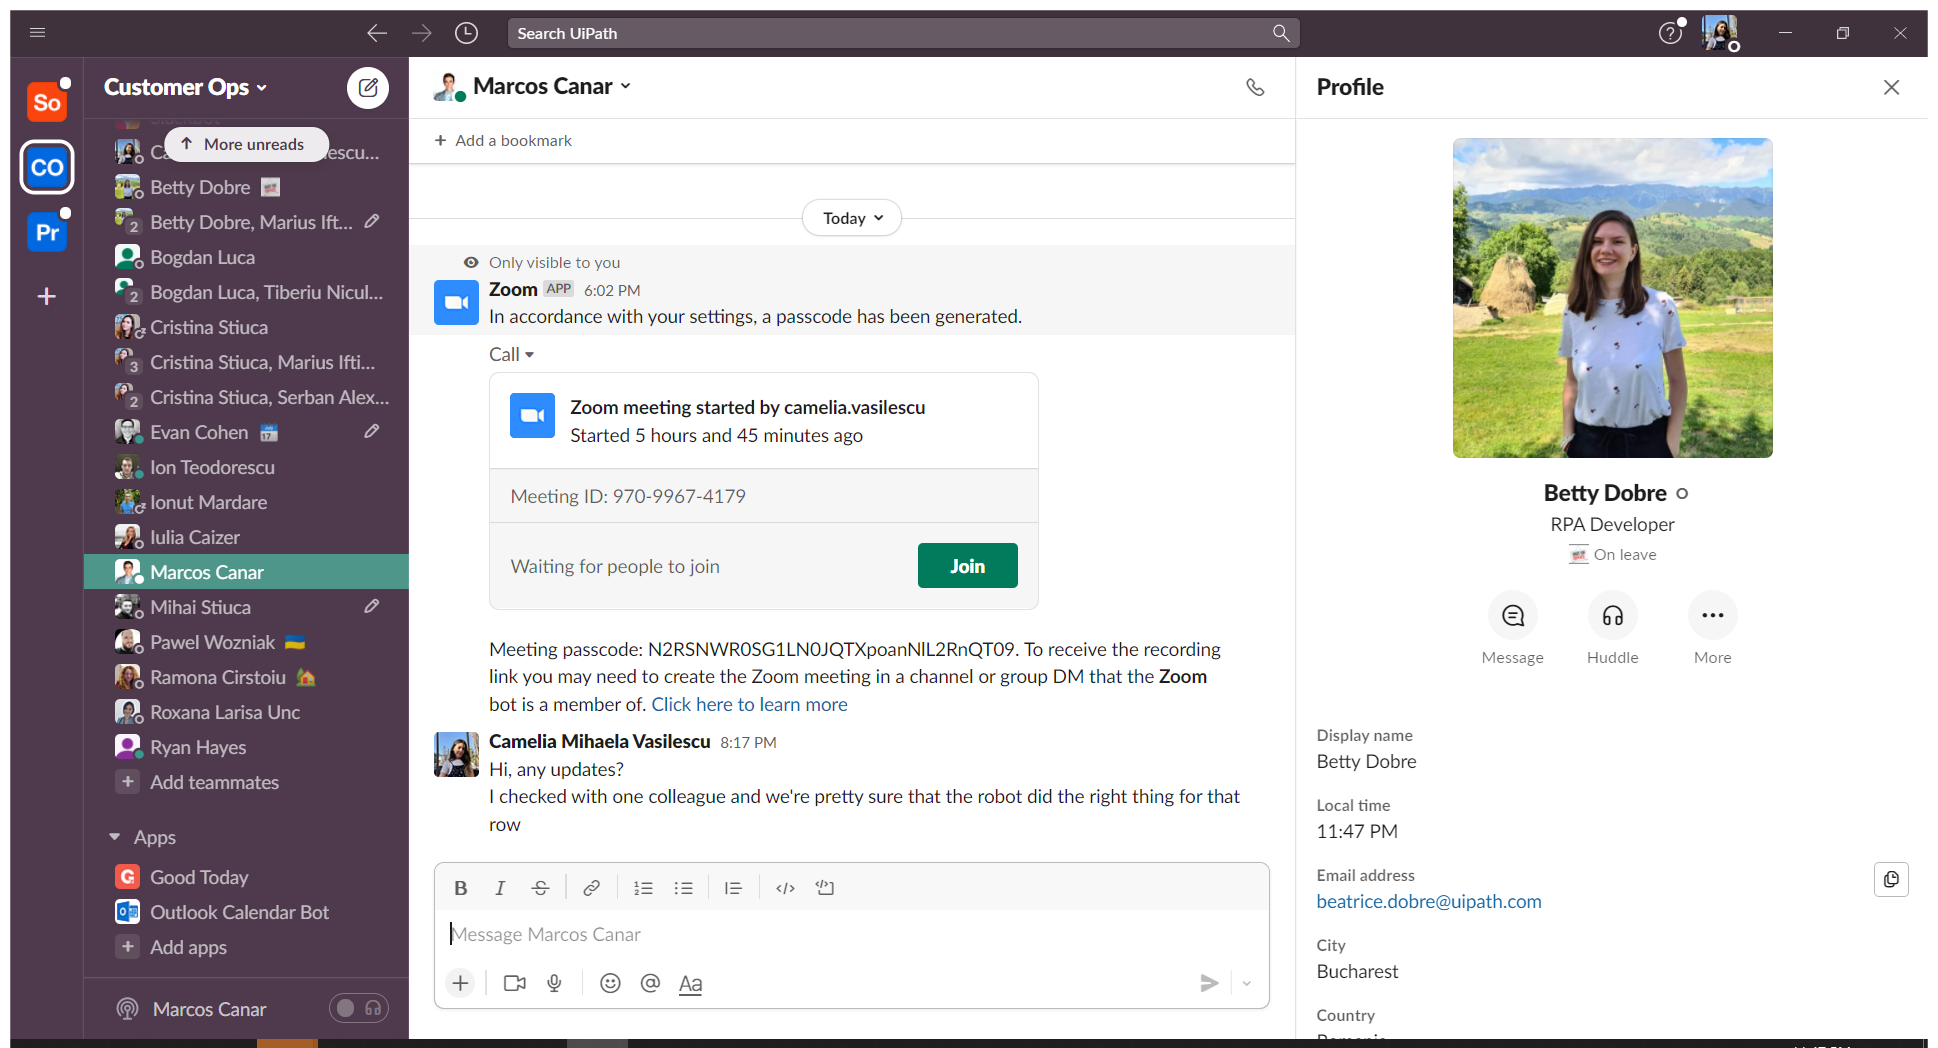 Search UiPath
So
CO
Pr
Customer Ops
More unreads
Ca
escu...
Betty Dobre
2 Betty Dobre, Marius Ift...
Bogdan Luca
2 Bogdan Luca, Tiberiu Nicul...
Cristina Stiuca
3 Cristina Stiuca, Marius Ifti...
2 Cristina Stiuca, Serban Alex...
Evan Cohen
17
Ion Teodorescu
Ionut Mardare
Iulia Caizer
Marcos Canar
Mihai Stiuca
Pawel Wozniak
Ramona Cirstoiu
Roxana Larisa Unc
Ryan Hayes
+ Add teammates
Apps
G Good Today
Outlook Calendar Bot
+ Add apps
Marcos Canar
Marcos Canar
+ Add a bookmark
Today
Only visible to you
Zoom APP 6:02 PM
In accordance with your settings, a passcode has been generated.
Call
Zoom meeting started by camelia.vasilescu
Started 5 hours and 45 minutes ago
Meeting ID: 970-9967-4179
Waiting for people to join
Join
Meeting passcode: N2RSNWR0SG1LN0JQTXpoanNlL2RnQT09. To receive the recording
link you may need to create the Zoom meeting in a channel or group DM that the Zoom
bot is a member of. Click here to learn more
Camelia Mihaela Vasilescu 8:17 PM
Hi, any updates?
I checked with one colleague and we're pretty sure that the robot did the right thing for that
row
B I S
Message Marcos Canar
+ @ Aa
Profile
Betty Dobre
RPA Developer
On leave
Message
Huddle
More
Display name
Betty Dobre
Local time
11:47 PM
Email address
beatrice.dobre@uipath.com
City
Bucharest
Country